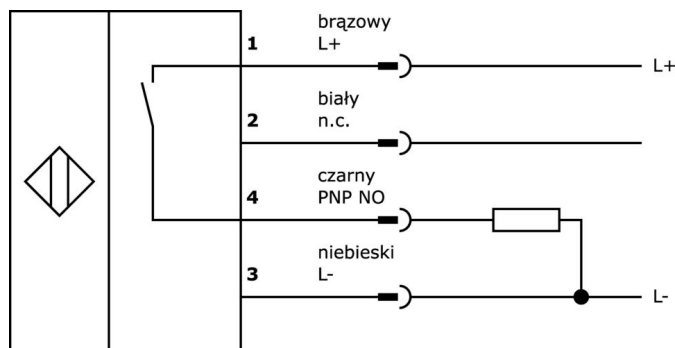 brązowy
1 L+
L+
biały
2 n.c.
czarny
4 PNP NO
niebieski
3 L-
L-